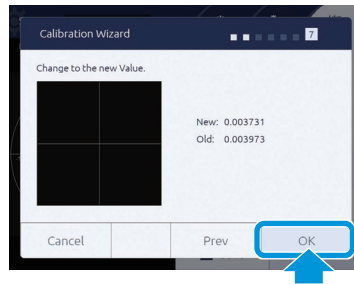 Calibration Wizard
7
Change to the new Value.
New: 0.003731
Old: 0.003973
Cancel
Prev
OK